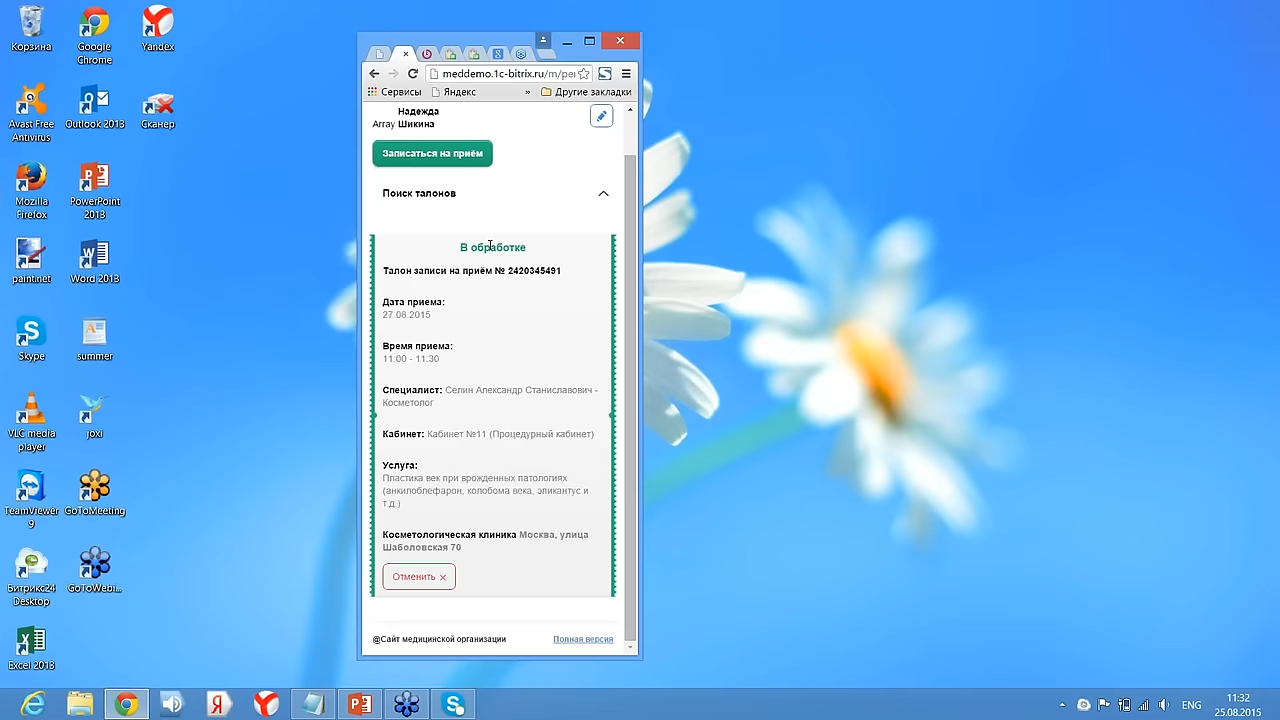 Корзина
Google Chrome
Yandex
Avast Free Antivirus
Outlook 2013
Сканер
Mozilla Firefox
PowerPoint 2013
paint.net
Word 2013
Skype
summer
VLC media player
joxi
TeamViewer 9
GoToMeeting
Битрикс24 Desktop
GoToWebi...
Excel 2013
meddemo.1c-bitrix.ru/m/per
Сервисы
Яндекс
»
Другие закладки
Надежда
Array Шикина
Записаться на приём
Поиск талонов
В обработке
Талон записи на приём № 2420345491
Дата приема:
27.08.2015
Время приема:
11:00 - 11:30
Специалист: Селин Александр Станиславович -
Косметолог
Кабинет: Кабинет №11 (Процедурный кабинет)
Услуга:
Пластика век при врожденных патологиях
(анкилоблефарон, колобома века, эпикантус и
т.д.)
Косметологическая клиника Москва, улица
Шаболовская 70
Отменить ×
@Сайт медицинской организации
Полная версия
ENG
11:32
25.08.2015